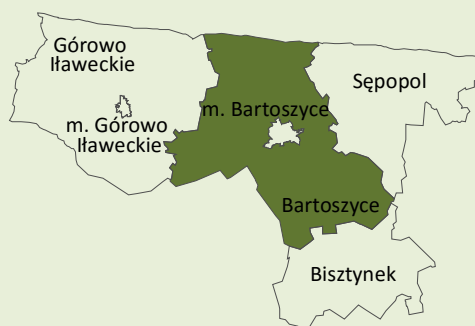 Górowo
Iławeckie
Sępopol
m. Bartoszyce
m. Górowo
Iławeckie
Bartoszyce
Bisztynek